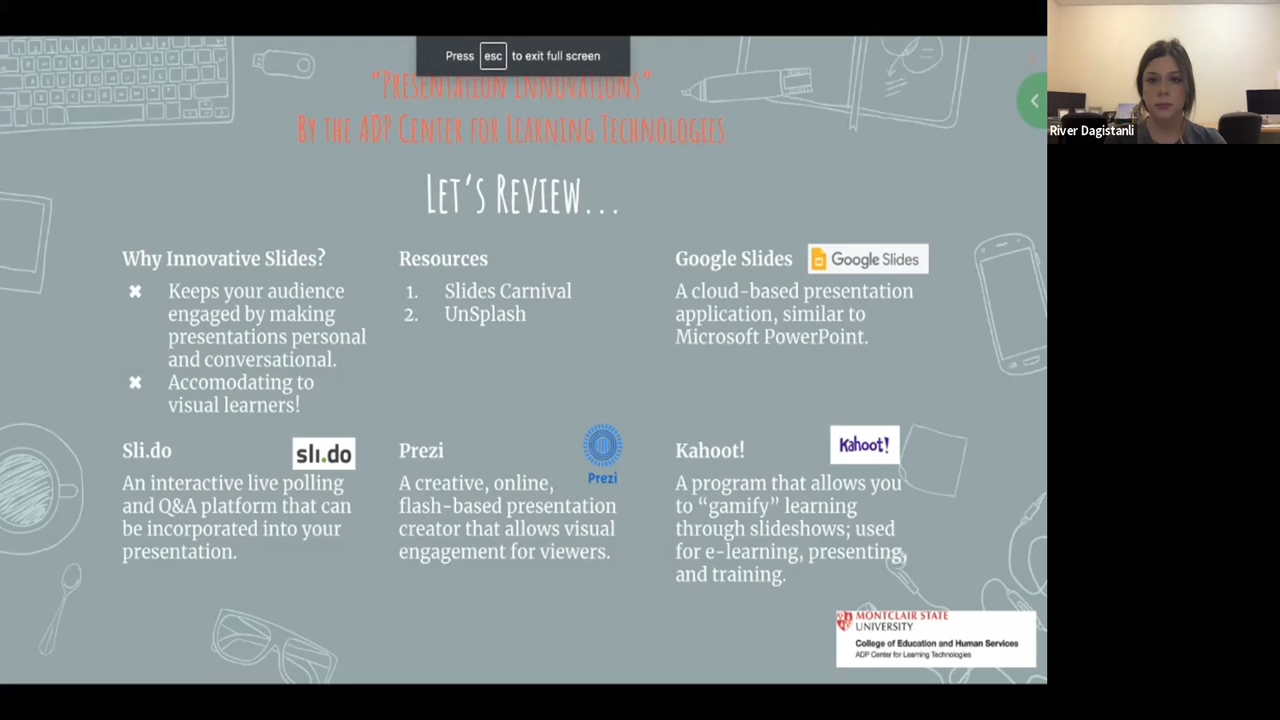 Press esc to exit full screen
"Presentation Innovations"
By the ADP Center for Learning Technologies
River Dagistanli
Let's Review...
Why Innovative Slides?
✖ Keeps your audience
engaged by making
presentations personal
and conversational.
✖ Accomodating to
visual learners!
Resources
1. Slides Carnival
2. UnSplash
Google Slides
Google Slides
A cloud-based presentation
application, similar to
Microsoft PowerPoint.
Sli.do
sli.do
An interactive live polling
and Q&A platform that can
be incorporated into your
presentation.
Prezi
Prezi
A creative, online,
flash-based presentation
creator that allows visual
engagement for viewers.
Kahoot!
Kahoot!
A program that allows you
to "gamify" learning
through slideshows; used
for e-learning, presenting,
and training.
MONTCLAIR STATE
UNIVERSITY
College of Education and Human Services
ADP Center for Learning Technologies